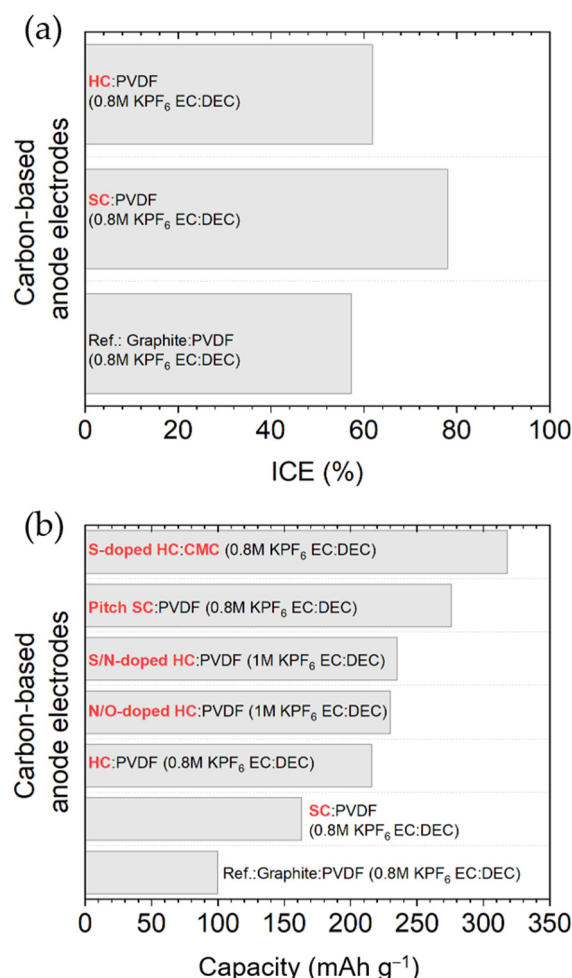 (a)
Carbon-based
anode electrodes
HC:PVDF
(0.8M KPF₆ EC:DEC)
SC:PVDF
(0.8M KPF₆ EC:DEC)
Ref.: Graphite:PVDF
(0.8M KPF₆ EC:DEC)
0 20 40 60 80 100
ICE (%)
(b)
Carbon-based
anode electrodes
S-doped HC:CMC (0.8M KPF₆ EC:DEC)
Pitch SC:PVDF (0.8M KPF₆ EC:DEC)
S/N-doped HC:PVDF (1M KPF₆ EC:DEC)
N/O-doped HC:PVDF (1M KPF₆ EC:DEC)
HC:PVDF (0.8M KPF₆ EC:DEC)
SC:PVDF
(0.8M KPF₆ EC:DEC)
Ref.:Graphite:PVDF (0.8M KPF₆ EC:DEC)
0 50 100 150 200 250 300 350
Capacity (mAh g⁻¹)